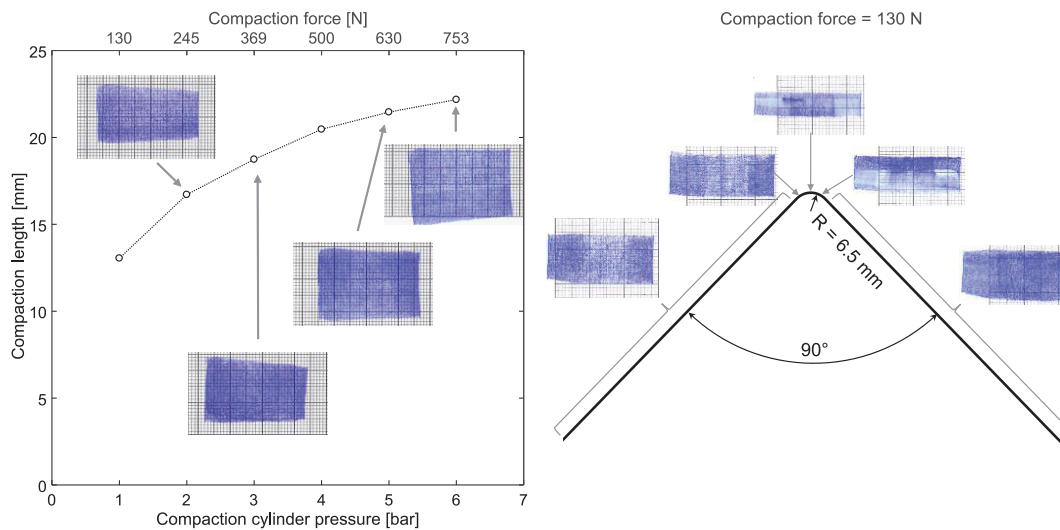 Compaction force [N]
130 245 369 500 630 753
25
20
15
10
5
0
Compaction length [mm]
0 1 2 3 4 5 6 7
Compaction cylinder pressure [bar]
Compaction force = 130 N
R = 6.5 mm
90°